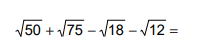 √50 + √75 − √18 − √12 =